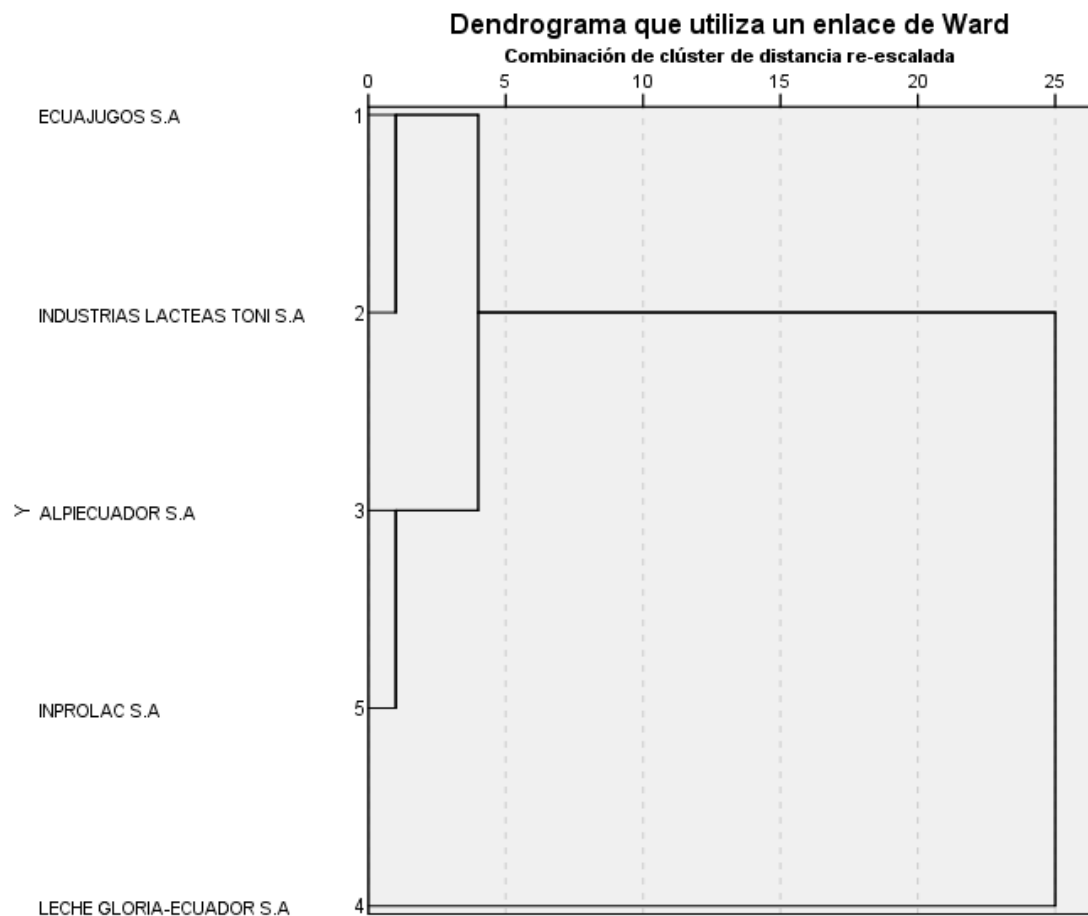 Dendrograma que utiliza un enlace de Ward
Combinación de clúster de distancia re-escalada
0 5 10 15 20 25
ECUAJUGOS S.A 1
INDUSTRIAS LACTEAS TONI S.A 2
Y
ALPIECUADOR S.A 3
INPROLAC S.A 5
LECHE GLORIA-ECUADOR S.A 4